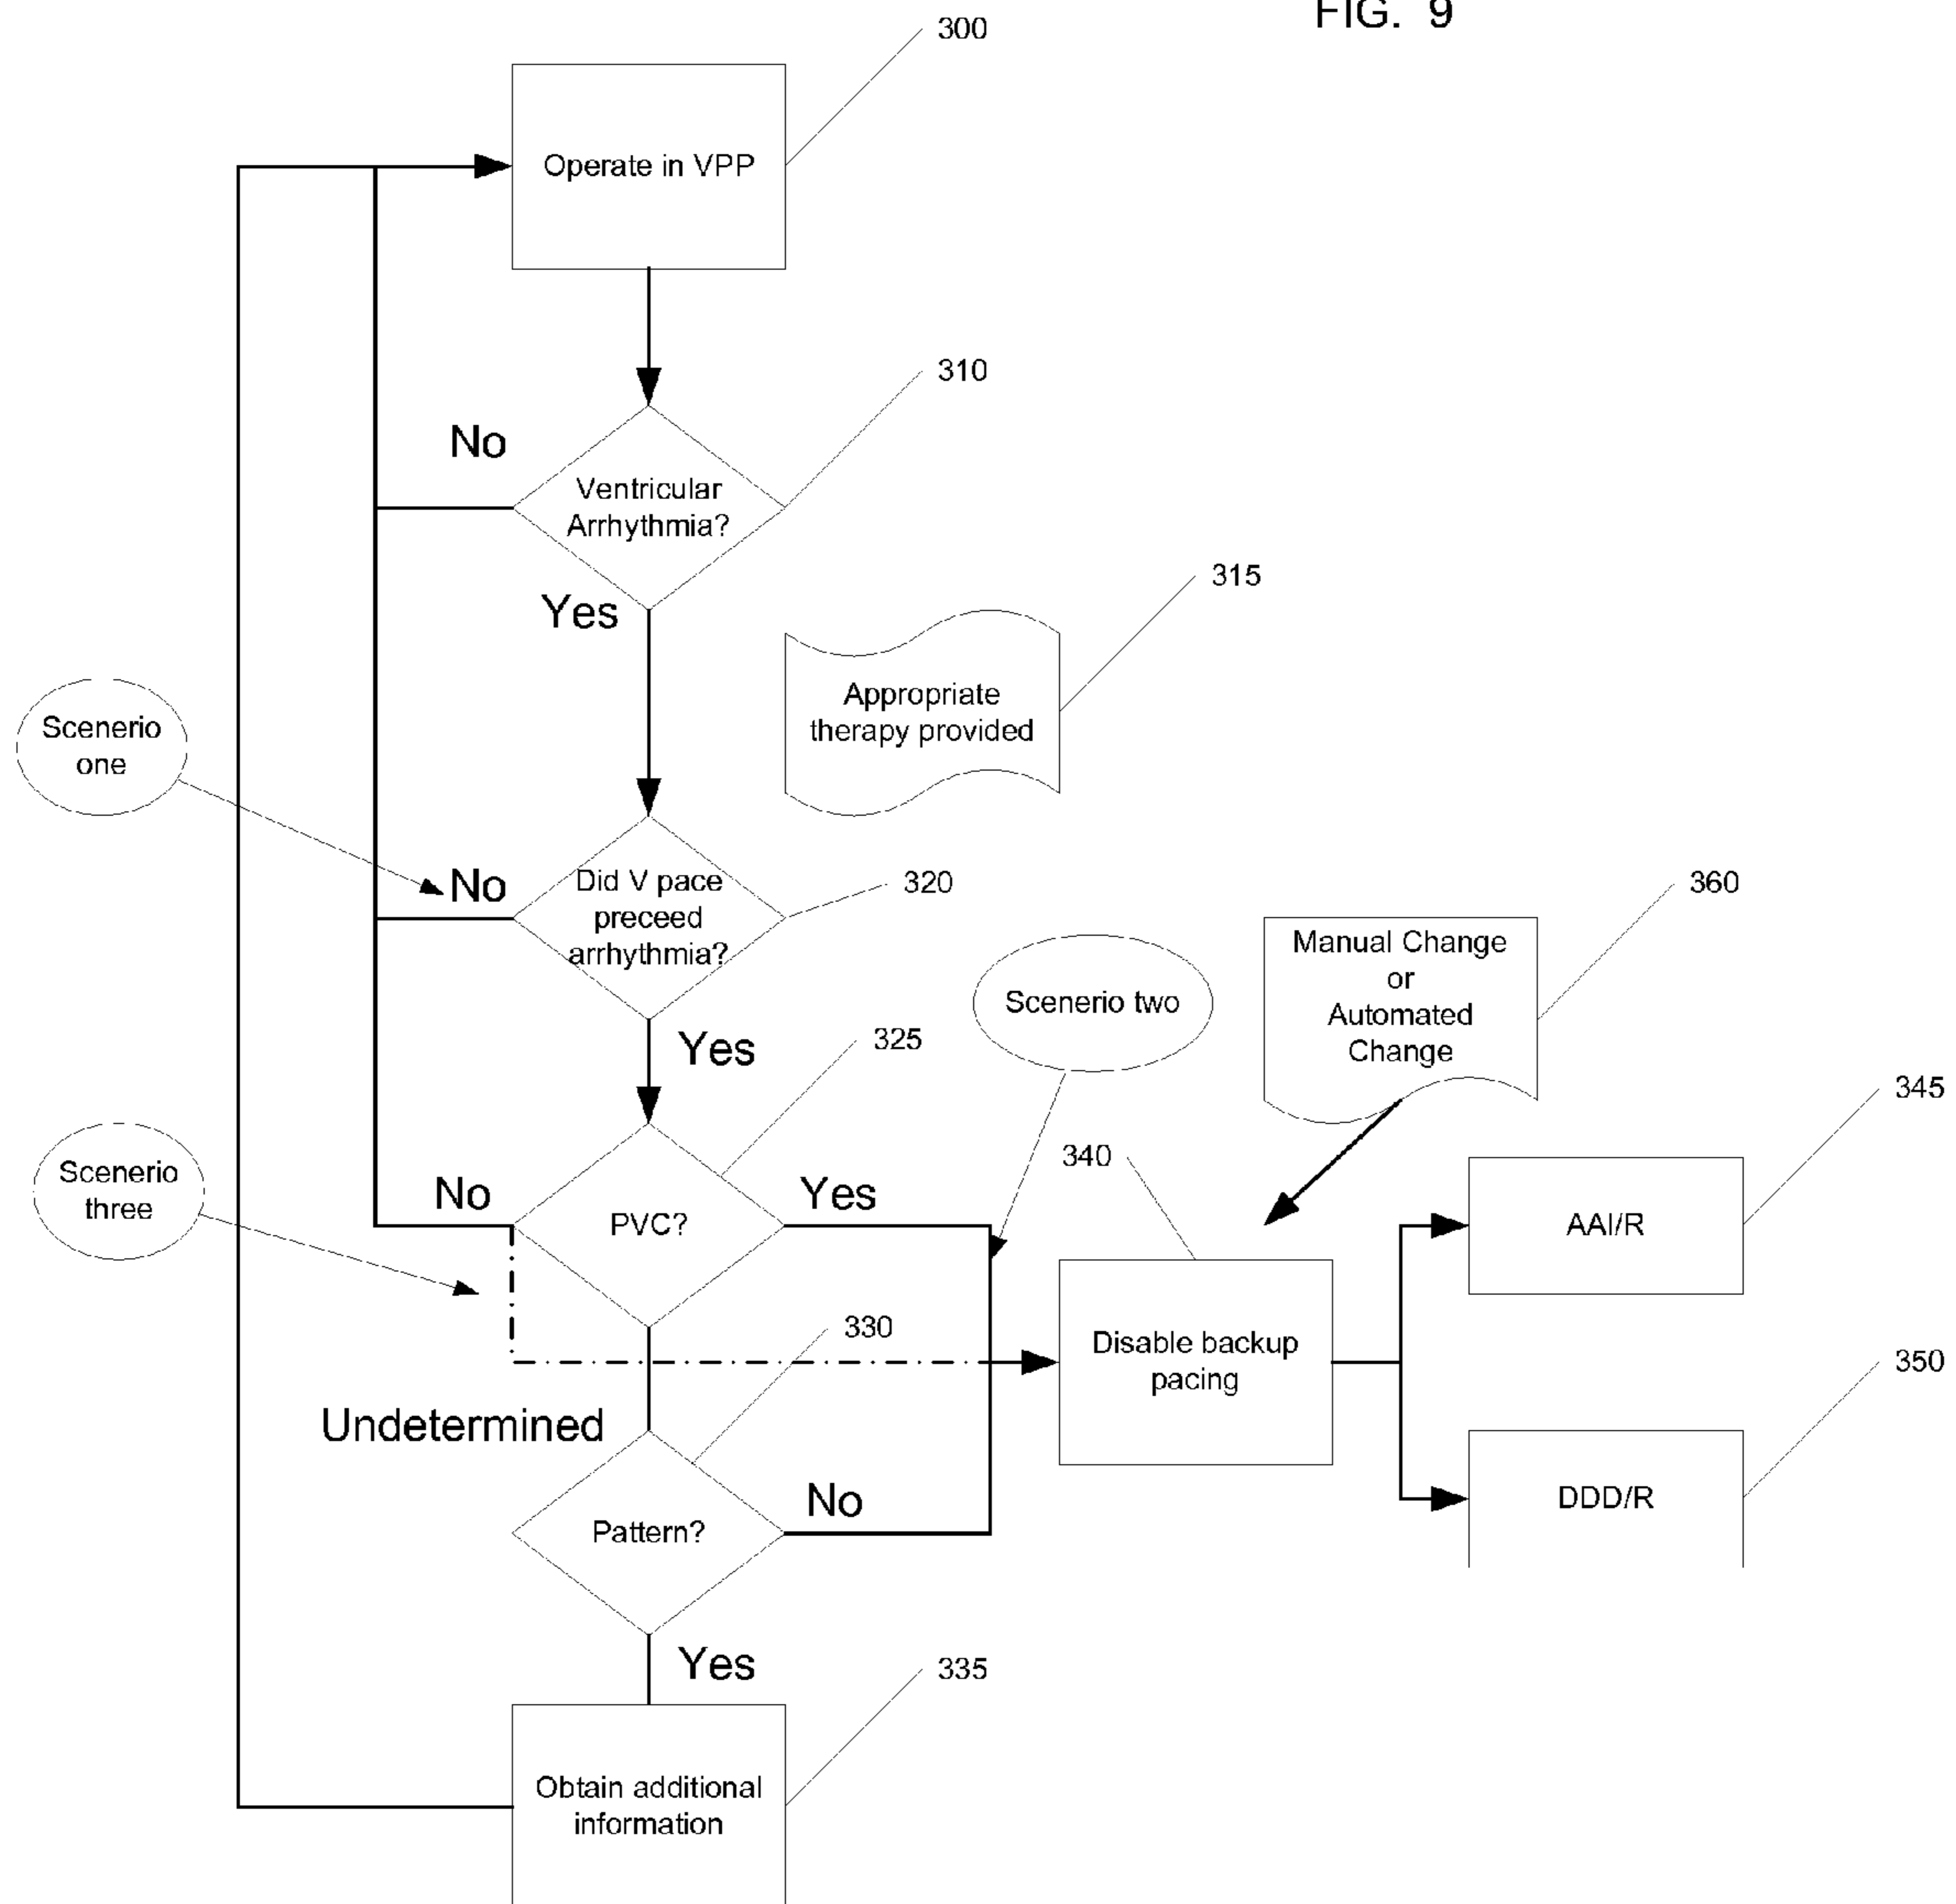 FIG. 9
300
Operate in VPP
310
No
Ventricular
Arrhythmia?
Yes
315
Appropriate
therapy provided
Scenerio
one
No
Did V pace
preceed
arrhythmia?
320
360
Manual Change
or
Automated
Change
Scenerio two
Yes
325
345
340
Scenerio
three
No
PVC?
Yes
AAI/R
330
Disable backup
pacing
350
Undetermined
No
Pattern?
DDD/R
Yes
335
Obtain additional
information